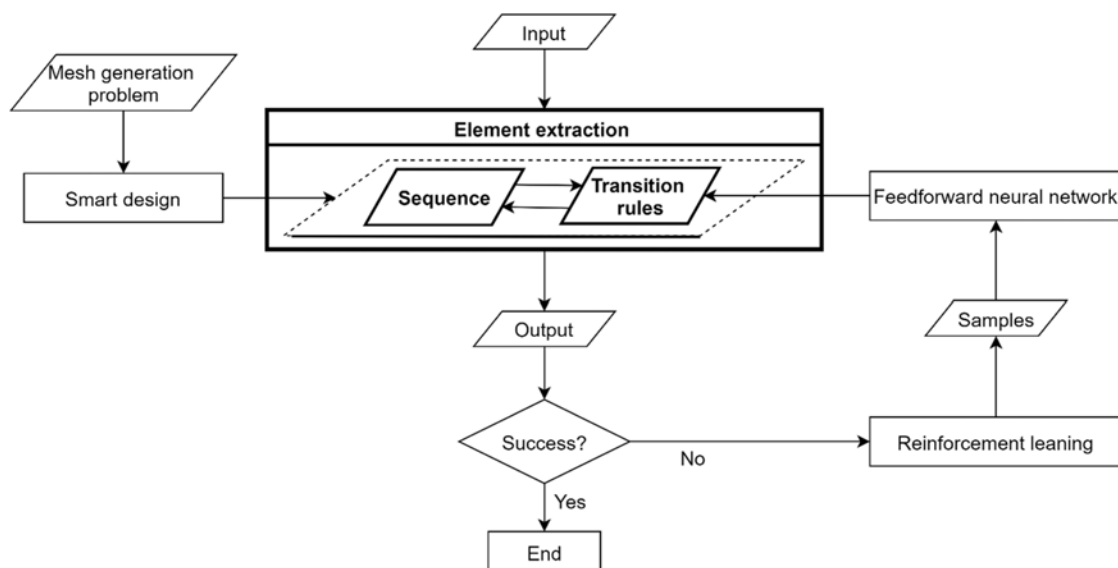 Input
Mesh generation
problem
Element extraction
Smart design
Sequence
Transition
rules
Feedforward neural network
Output
Samples
Success?
No
Reinforcement leaning
Yes
End